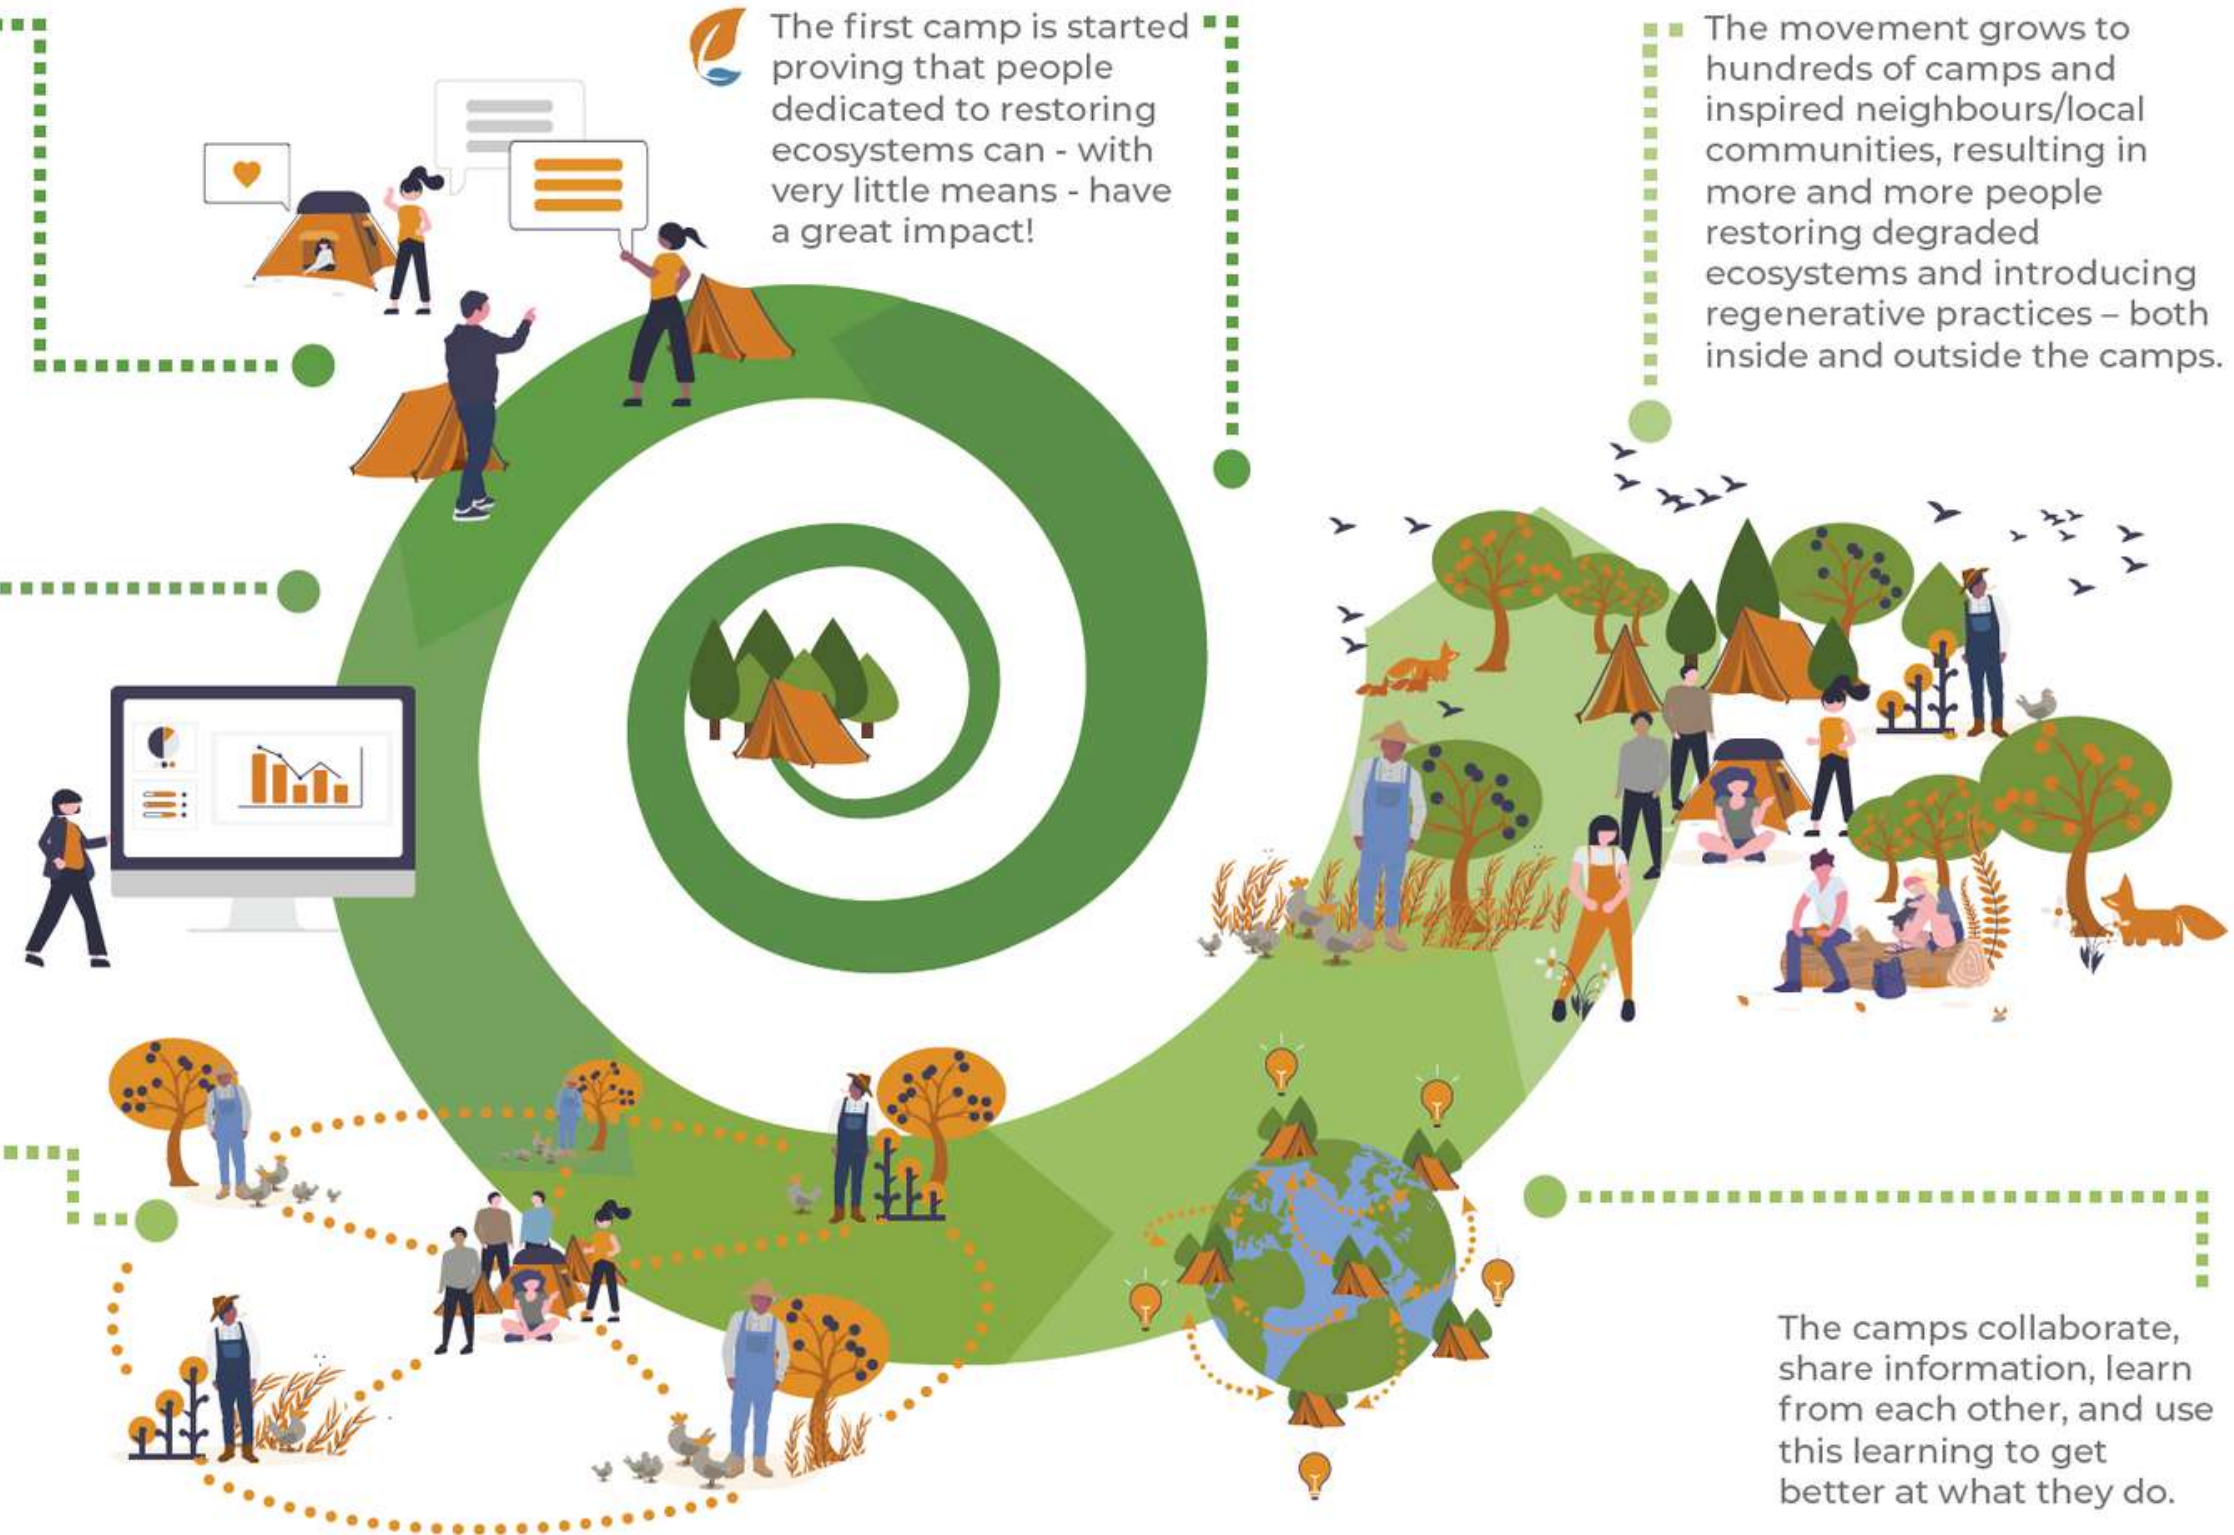 The first camp is started
proving that people
dedicated to restoring
ecosystems can - with
very little means - have
a great impact!
The movement grows to
hundreds of camps and
inspired neighbours/local
communities, resulting in
more and more people
restoring degraded
ecosystems and introducing
regenerative practices – both
inside and outside the camps.
The camps collaborate,
share information, learn
from each other, and use
this learning to get
better at what they do.